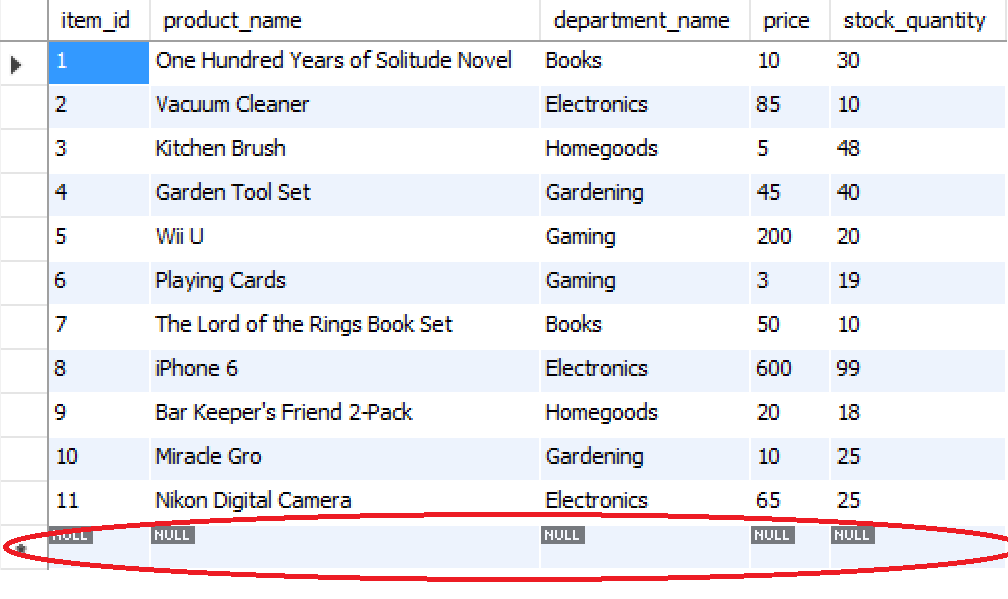 item_id product_name department_name price stock_quantity
1 One Hundred Years of Solitude Novel Books 10 30
2 Vacuum Cleaner Electronics 85 10
3 Kitchen Brush Homegoods 5 48
4 Garden Tool Set Gardening 45 40
5 Wii U Gaming 200 20
6 Playing Cards Gaming 3 19
7 The Lord of the Rings Book Set Books 50 10
8 iPhone 6 Electronics 600 99
9 Bar Keeper's Friend 2-Pack Homegoods 20 18
10 Miracle Gro Gardening 10 25
11 Nikon Digital Camera Electronics 65 25
NULL NULL NULL NULL NULL